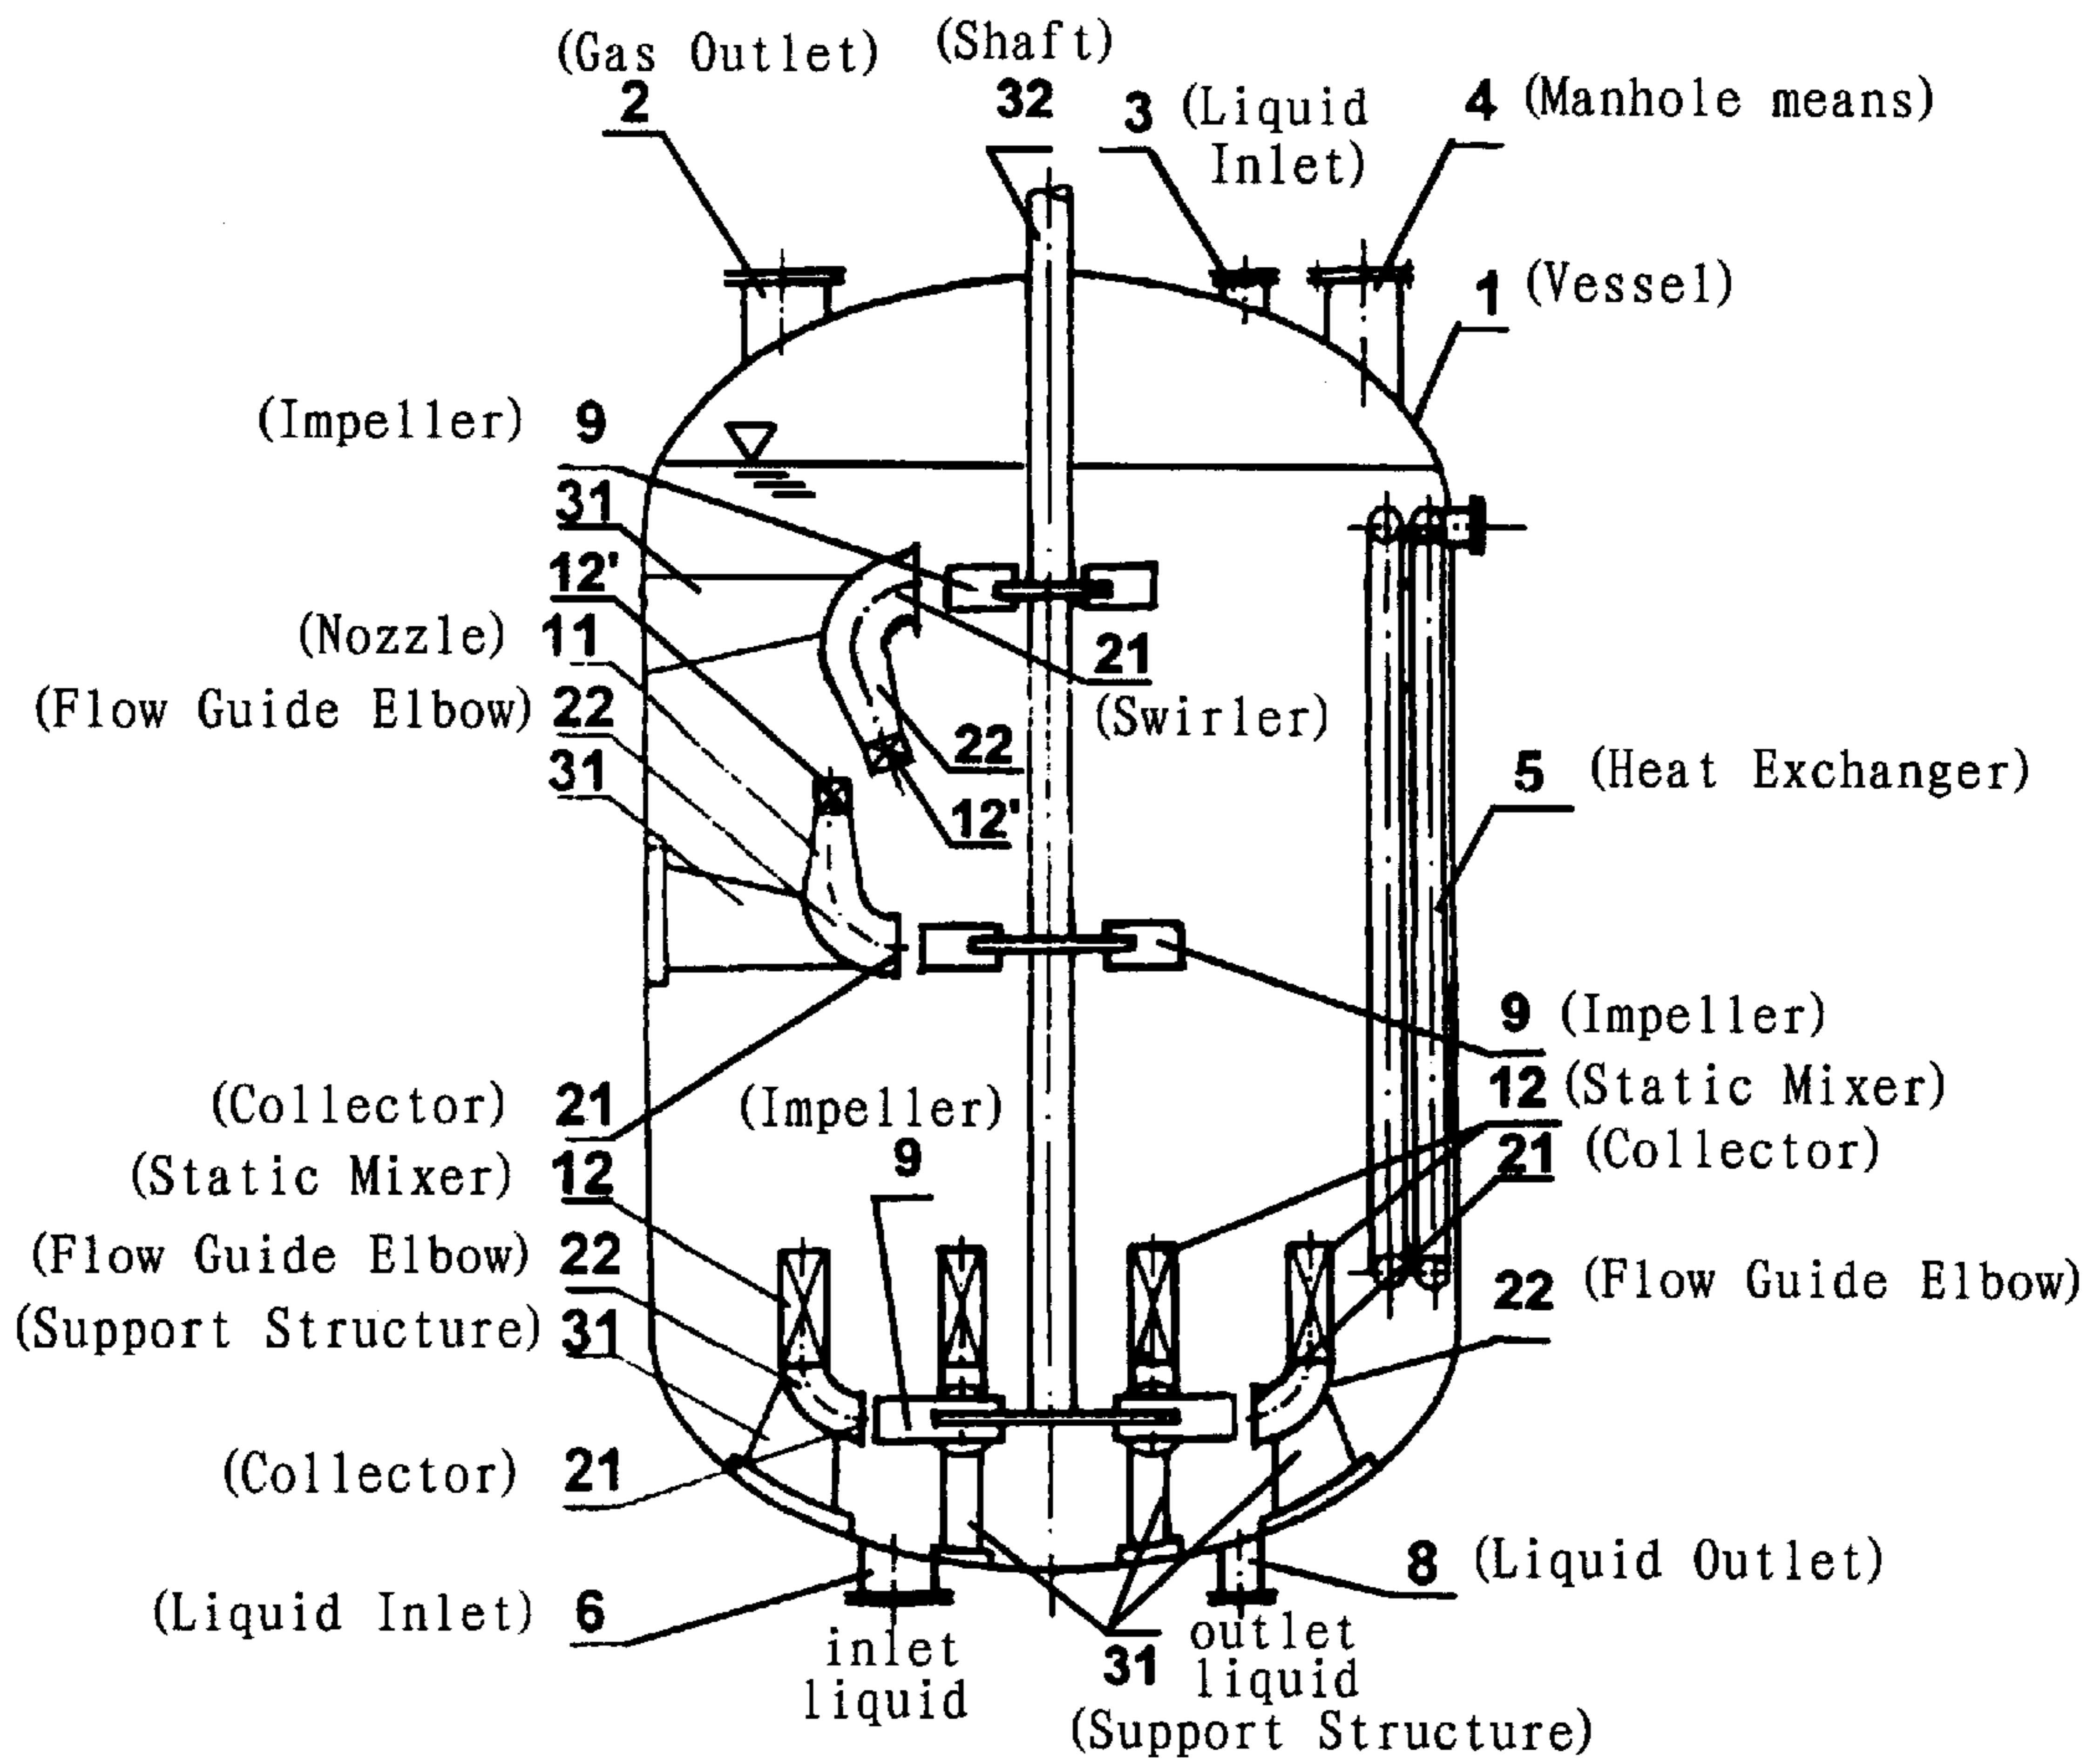 (Gas Outlet)
2
(Shaft)
32
3 (Liquid
Inlet)
4 (Manhole means)
1 (Vessel)
(Impeller) 9
31
12'
(Nozzle) 11
(Flow Guide Elbow) 22
31
21
(Swirler)
22
12'
5 (Heat Exchanger)
9 (Impeller)
12 (Static Mixer)
21 (Collector)
(Collector) 21
(Impeller)
9
(Static Mixer) 12
(Flow Guide Elbow) 22
22 (Flow Guide Elbow)
(Support Structure) 31
(Collector) 21
8 (Liquid Outlet)
(Liquid Inlet) 6
inlet
liquid
31
outlet
liquid
(Support Structure)